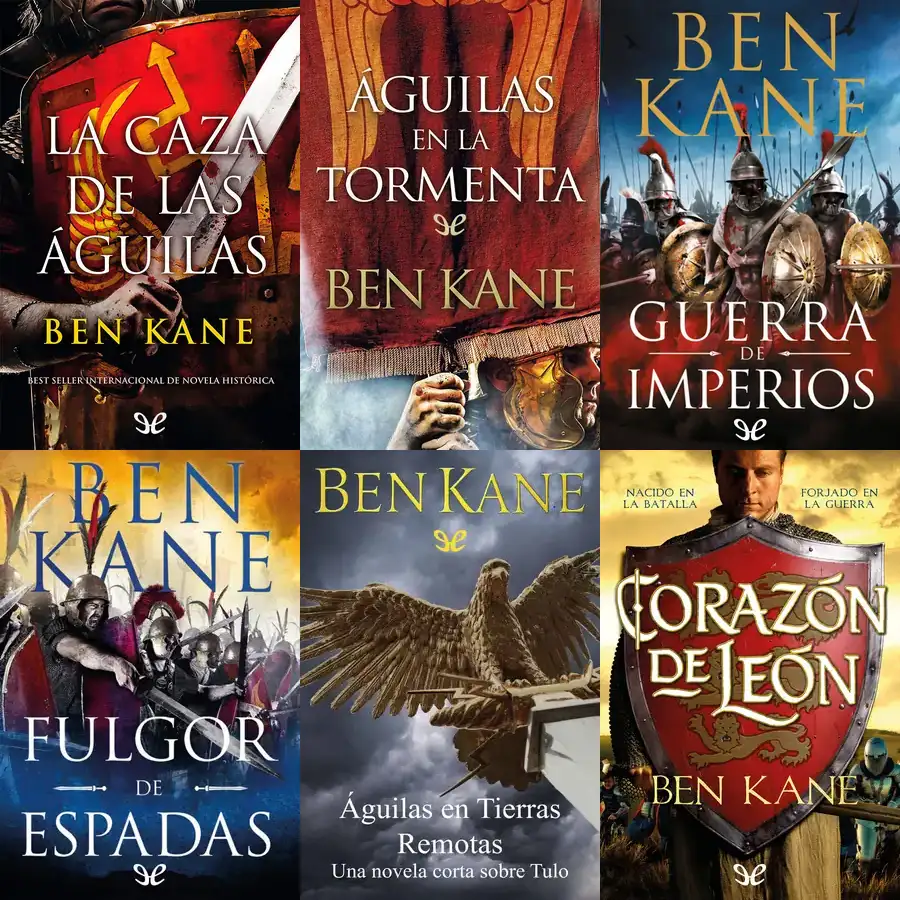 LA CAZA
DE LAS
ÁGUILAS
BEN KANE
BEST SELLER INTERNACIONAL DE NOVELA HISTÓRICA
ÁGUILAS
EN LA
TORMENTA
BEN KANE
BEN
KANE
GUERRA
DE
IMPERIOS
BEN
KANE
FULGOR
DE
ESPADAS
BEN KANE
Águilas en Tierras
Remotas
Una novela corta sobre Tulo
NACIDO EN
LA BATALLA
FORJADO EN
LA GUERRA
CORAZÓN
DE LEÓN
BEN KANE